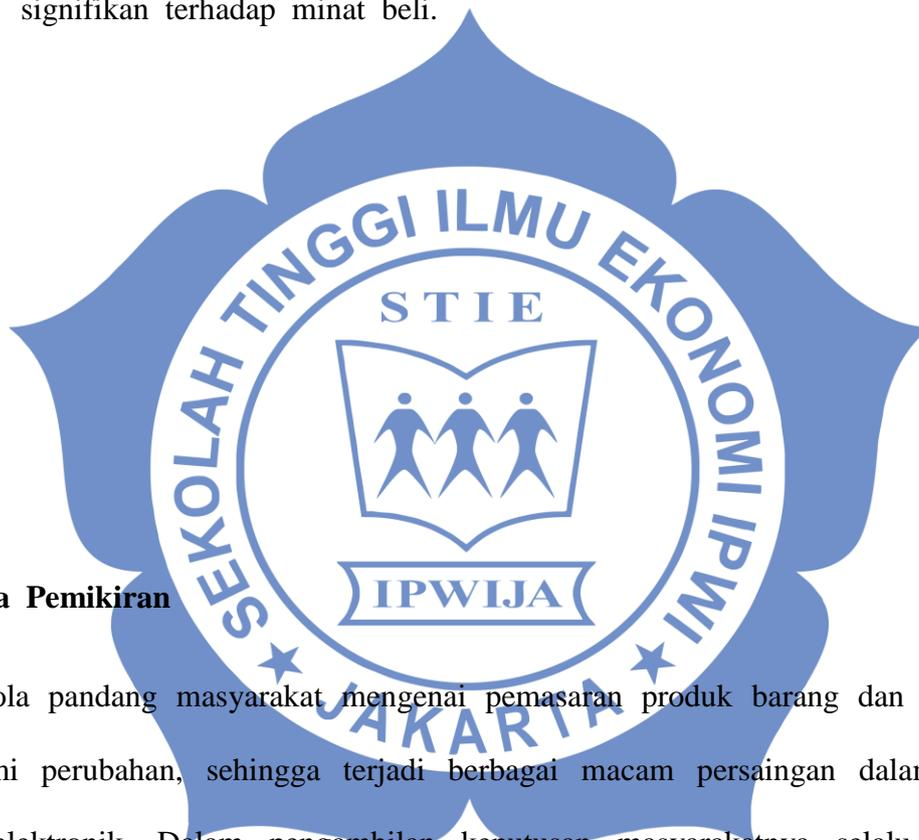 signifikan terhadap minat beli.
SEKOLAH TINGGI ILMU EKONOMI IPWI
STIE
IPWIJA
JAKARTA
a Pemikiran
ola pandang masyarakat mengenai pemasaran produk barang dan
ni perubahan, sehingga terjadi berbagai macam persaingan dalam
elektronik. Dalam pengambilan keputusan masyarakatnya selalu